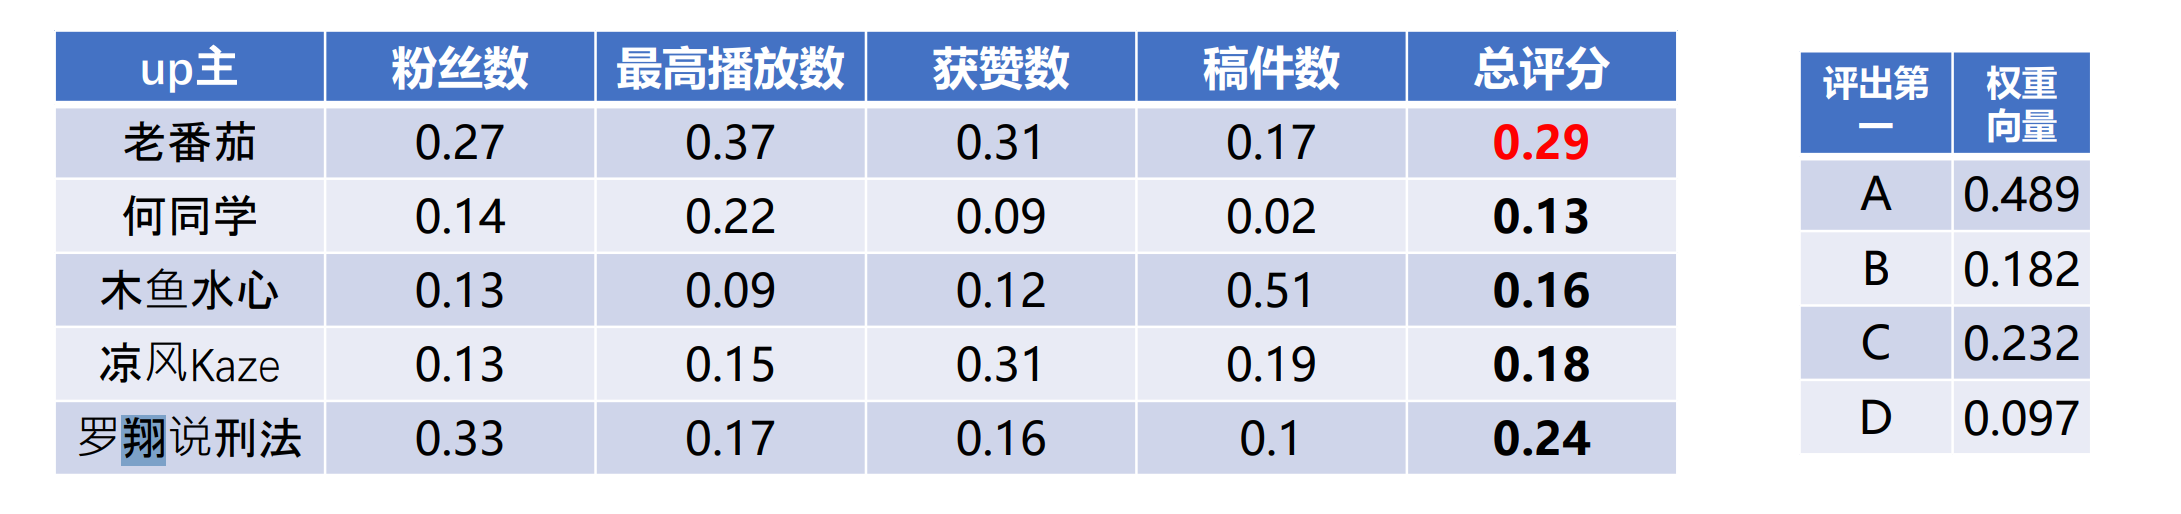 up主 粉丝数 最高播放数 获赞数 稿件数 总评分
老番茄 0.27 0.37 0.31 0.17 0.29
何同学 0.14 0.22 0.09 0.02 0.13
木鱼水心 0.13 0.09 0.12 0.51 0.16
凉风Kaze 0.13 0.15 0.31 0.19 0.18
罗翔说刑法 0.33 0.17 0.16 0.1 0.24
评出第一 权重向量
A 0.489
B 0.182
C 0.232
D 0.097